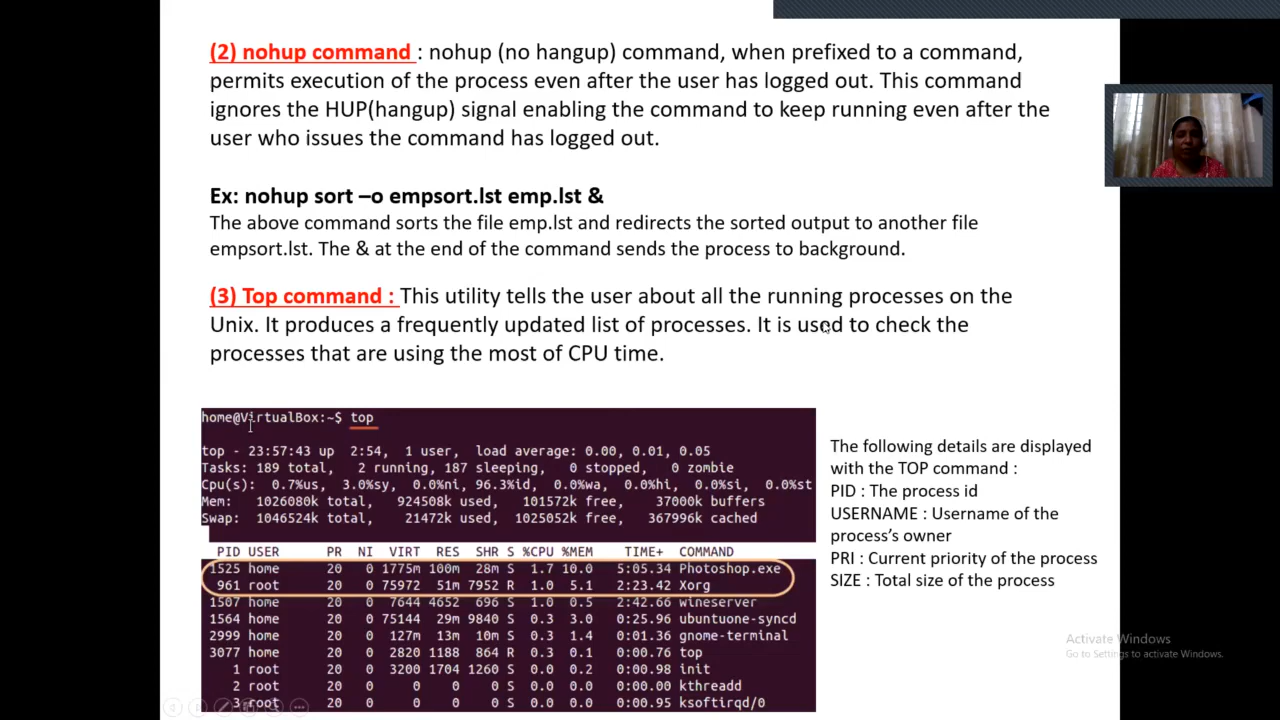 (2) nohup command : nohup (no hangup) command, when prefixed to a command,
permits execution of the process even after the user has logged out. This command
ignores the HUP(hangup) signal enabling the command to keep running even after the
user who issues the command has logged out.
Ex: nohup sort –o empsort.lst emp.lst &
The above command sorts the file emp.lst and redirects the sorted output to another file
empsort.lst. The & at the end of the command sends the process to background.
(3) Top command : This utility tells the user about all the running processes on the
Unix. It produces a frequently updated list of processes. It is used to check the
processes that are using the most of CPU time.
home@VirtualBox:~$ top
top - 23:57:43 up 2:54, 1 user, load average: 0.00, 0.01, 0.05
Tasks: 189 total, 2 running, 187 sleeping, 0 stopped, 0 zombie
Cpu(s): 0.7%us, 3.0%sy, 0.0%ni, 96.3%id, 0.0%wa, 0.0%hi, 0.0%si, 0.0%st
Mem: 1026080k total, 924508k used, 101572k free, 37000k buffers
Swap: 1046524k total, 21472k used, 1025052k free, 367996k cached
PID USER PR NI VIRT RES SHR S %CPU %MEM TIME+ COMMAND
1525 home 20 0 1775m 100m 28m S 1.7 10.0 5:05.34 Photoshop.exe
961 root 20 0 75972 51m 7952 R 1.0 5.1 2:23.42 Xorg
1507 home 20 0 7644 4652 696 S 1.0 0.5 2:42.66 wineserver
1564 home 20 0 75144 29m 9840 S 0.3 3.0 0:25.96 ubuntuone-syncd
2999 home 20 0 127m 13m 10m S 0.3 1.4 0:01.36 gnome-terminal
3077 home 20 0 2820 1188 864 R 0.3 0.1 0:00.76 top
1 root 20 0 3200 1704 1260 S 0.0 0.2 0:00.98 init
2 root 20 0 0 0 0 S 0.0 0.0 0:00.00 kthreadd
3 root 20 0 0 0 0 S 0.0 0.0 0:00.95 ksoftirqd/0
The following details are displayed
with the TOP command :
PID : The process id
USERNAME : Username of the
process's owner
PRI : Current priority of the process
SIZE : Total size of the process
Activate Windows
Go to Settings to activate Windows.